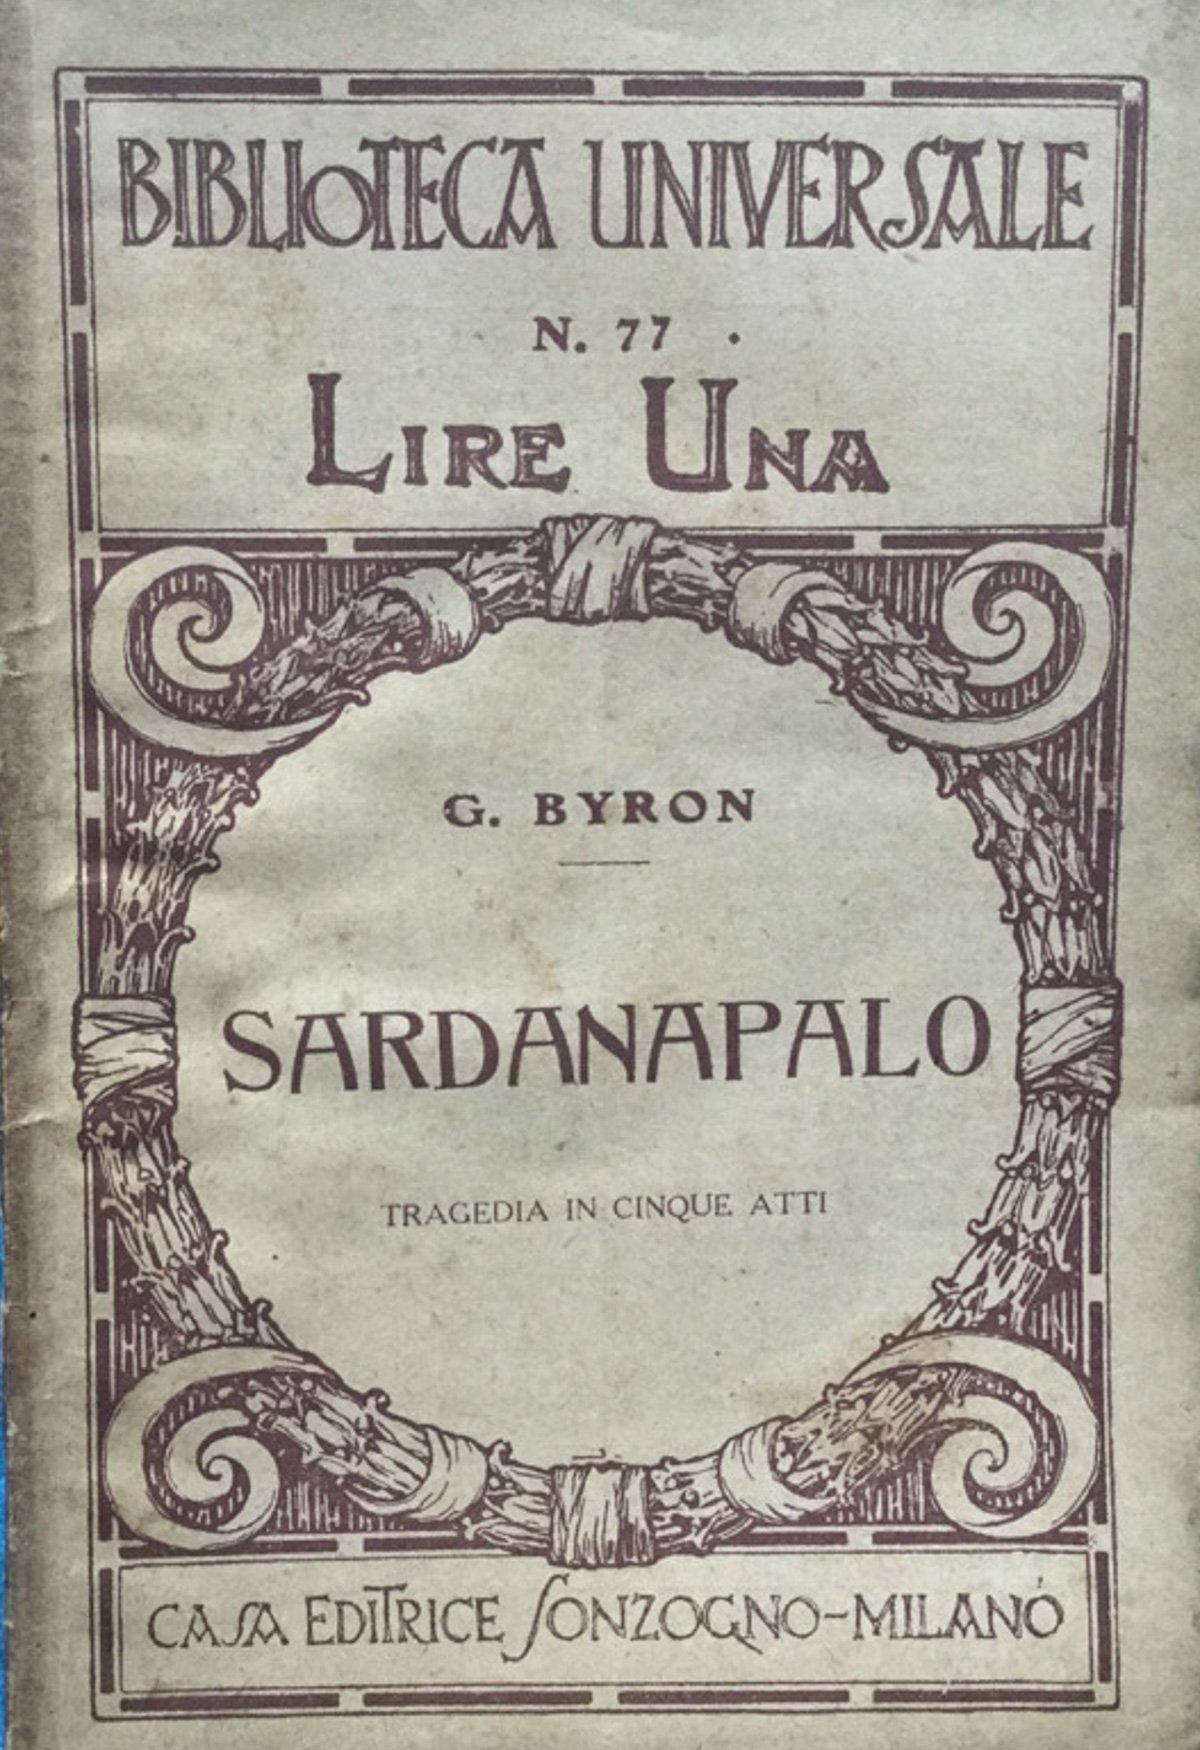 BIBLIOTECA UNIVERSALE
N. 77
LIRE UNA
G. BYRON
SARDANAPALO
TRAGEDIA IN CINQUE ATTI
CASA EDITRICE SONZOGNO-MILANO